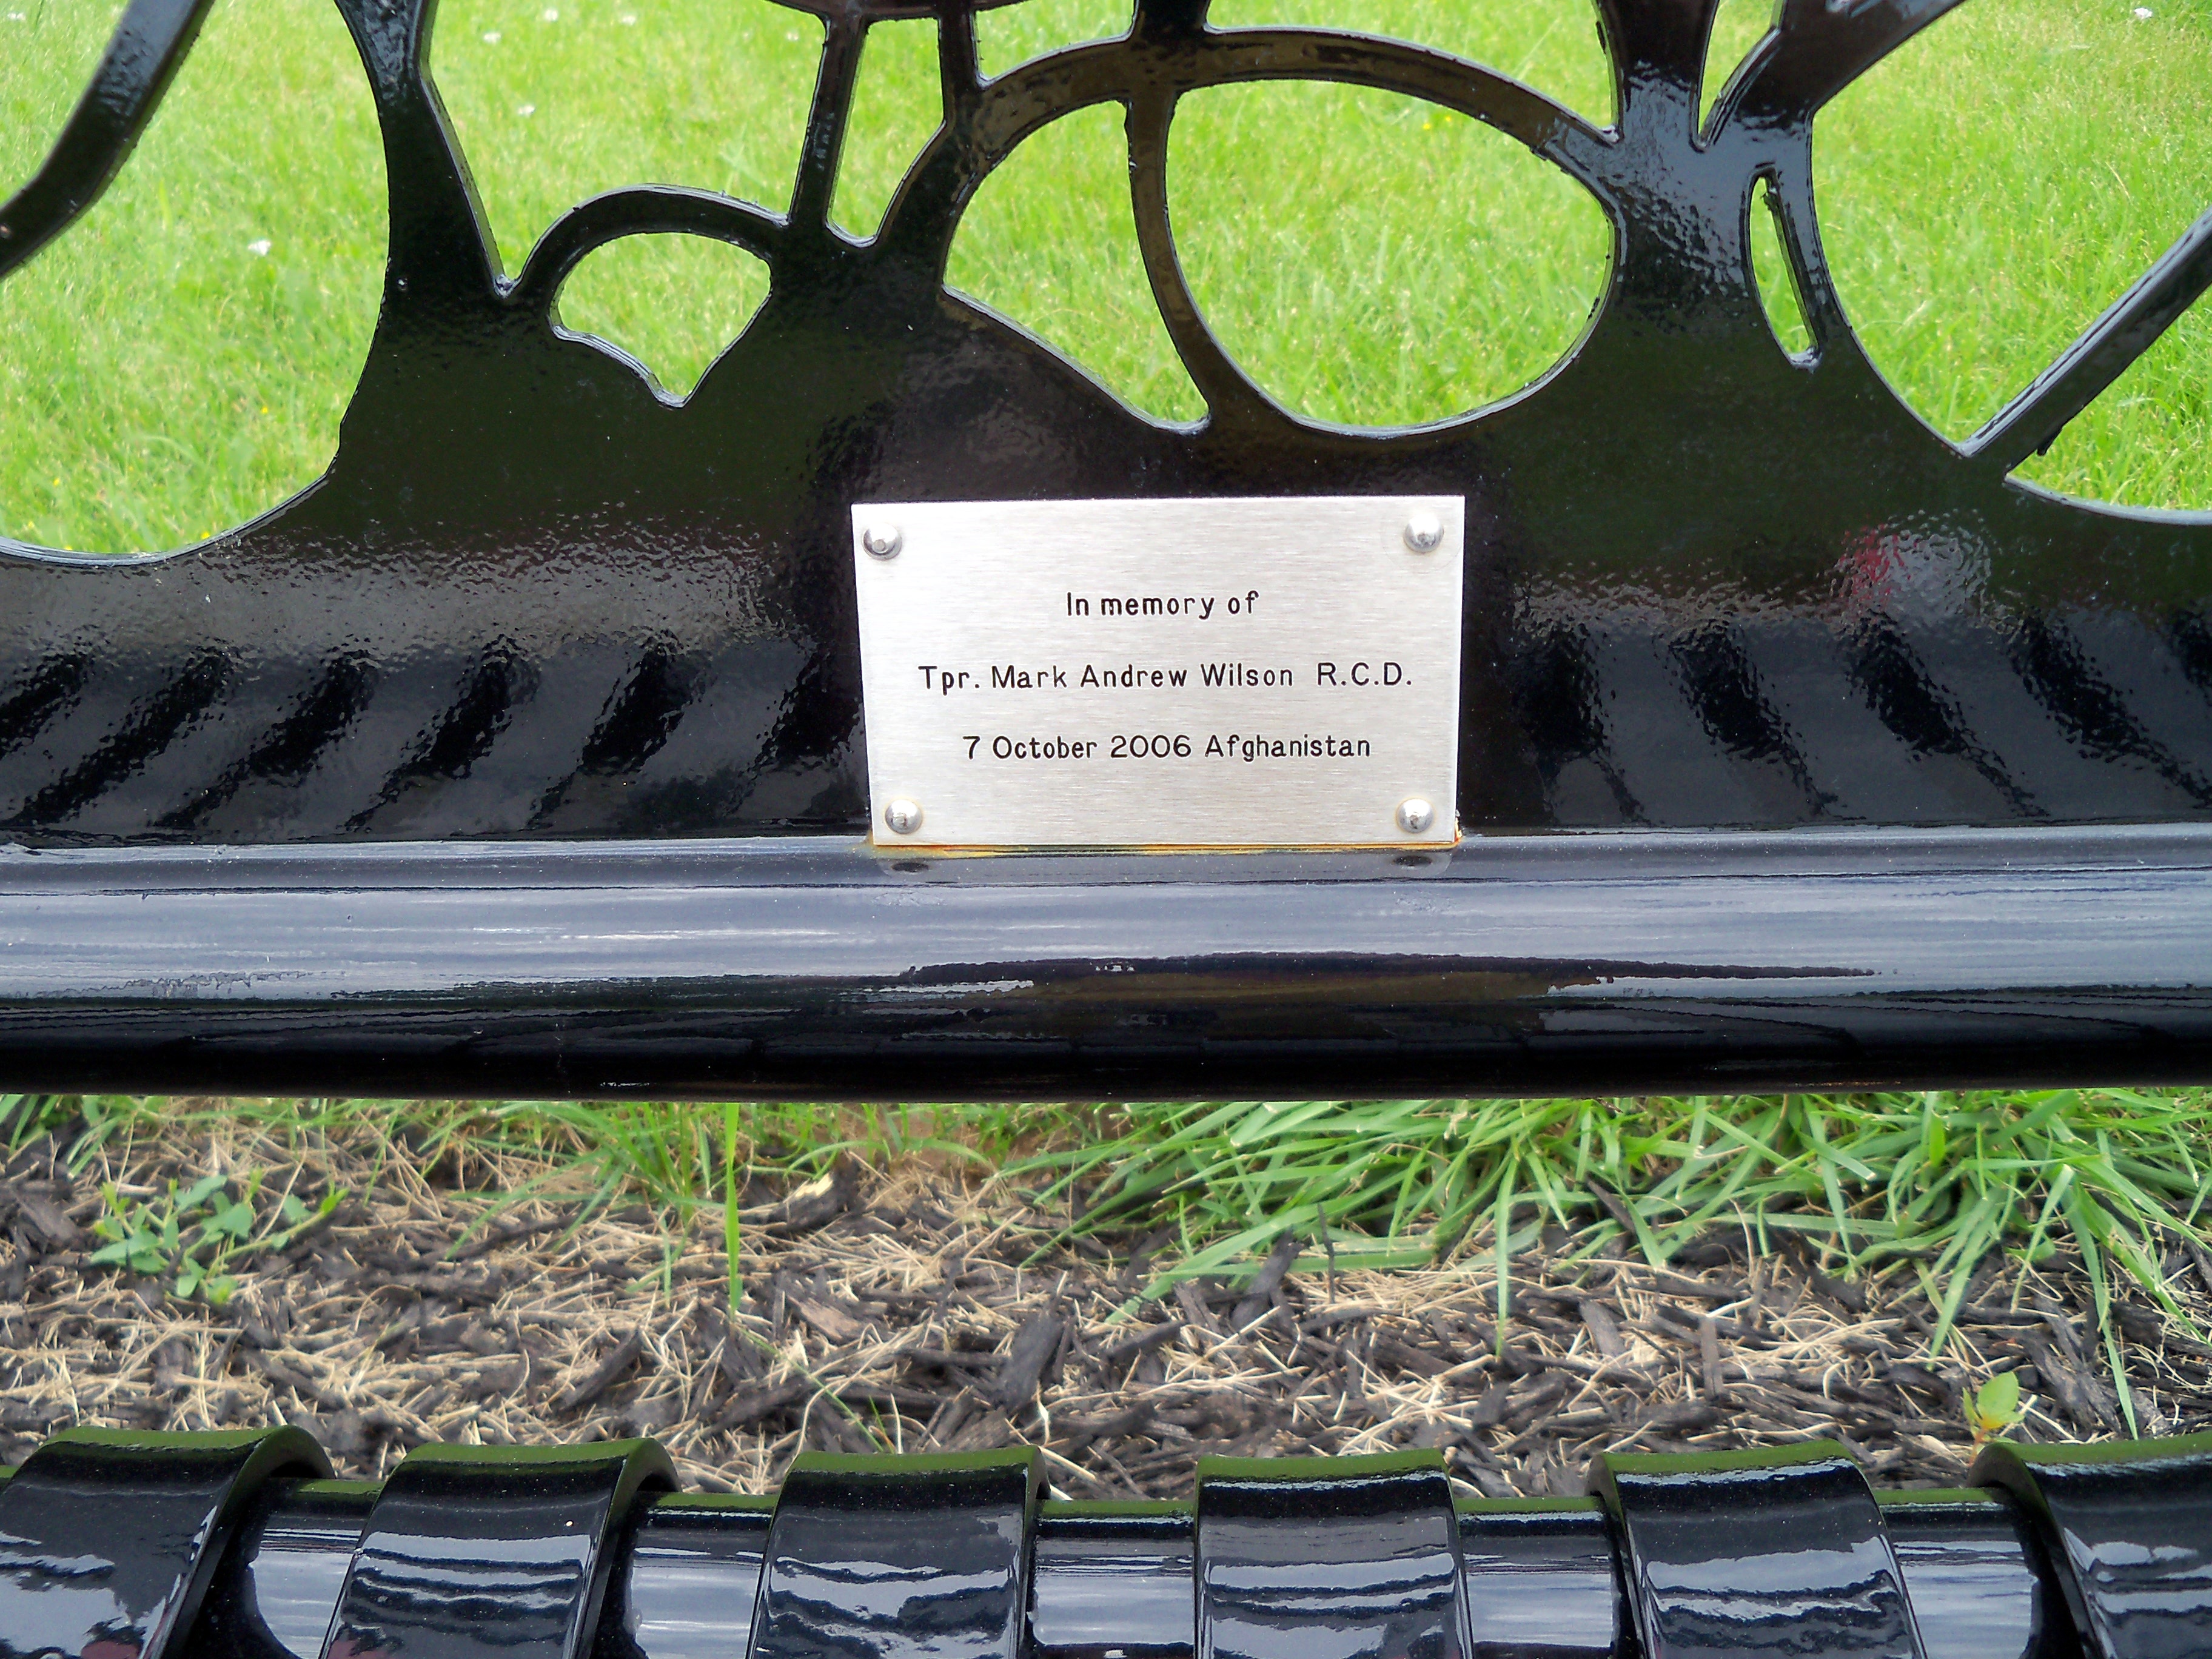 In memory of
Tpr. Mark Andrew Wilson R.C.D.
7 October 2006 Afghanistan